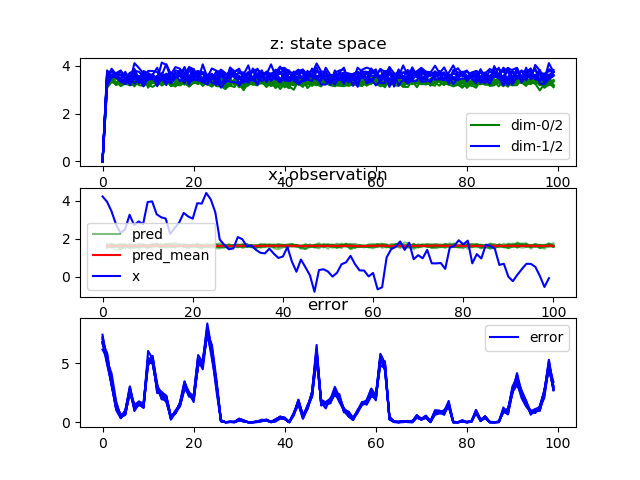 z: state space
4
2
0
dim-0/2
dim-1/2
0 20 40 60 80 100
x: observation
4
2
0
pred
pred_mean
x
0 20 40 60 80 100
error
5
0
error
0 20 40 60 80 100